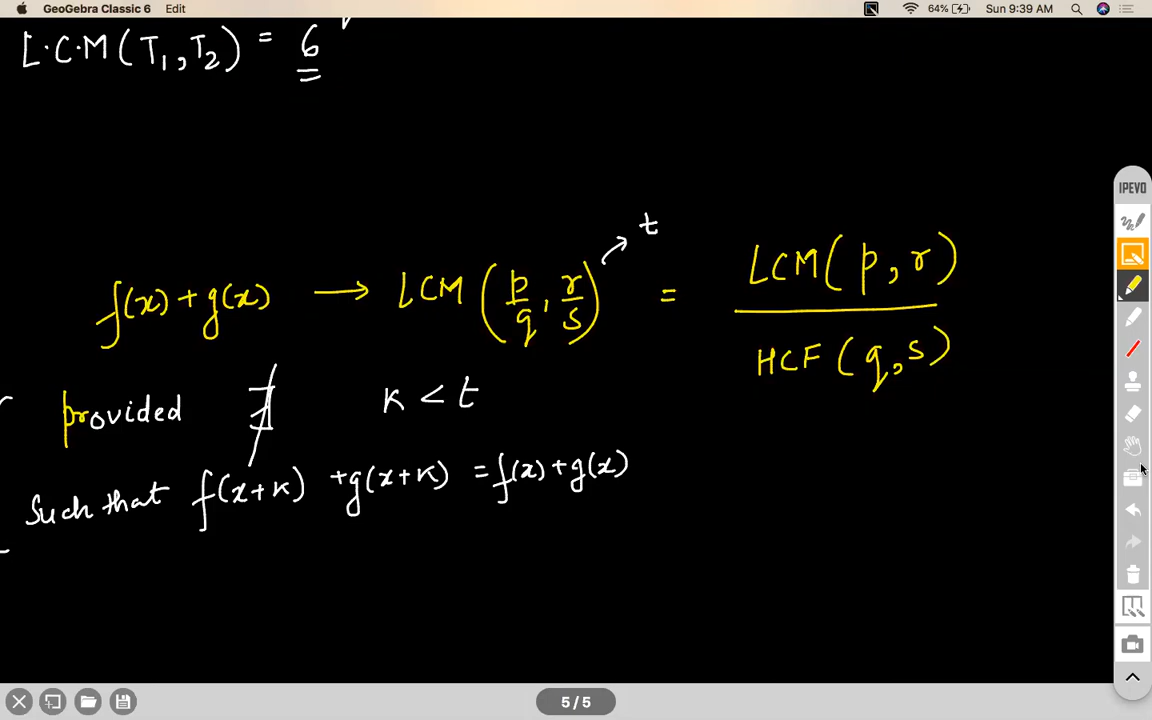 GeoGebra Classic 6 Edit 64% Sun 9:39 AM
L.C.M(T₁,T₂) = 6
IPEVO
t
f(x)+g(x) → LCM(p/q, r/s) = LCM(p,r)/HCF(q,s)
provided ∄ K < t
Such that f(x+K) +g(x+K) =f(x)+g(x)
5/5